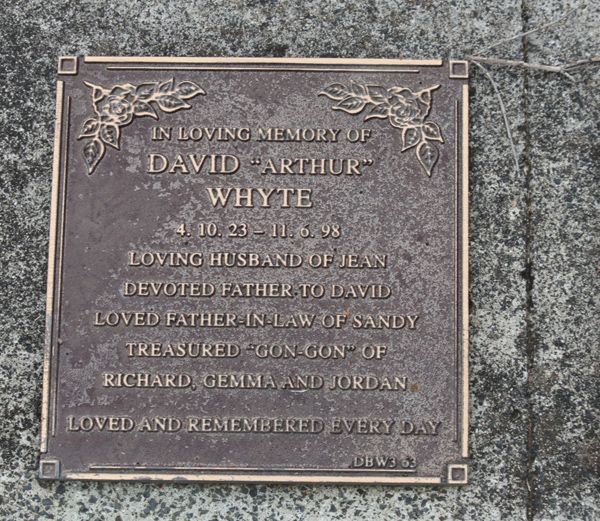 IN LOVING MEMORY OF
DAVID "ARTHUR"
WHYTE
4. 10. 23 – 11. 6. 98
LOVING HUSBAND OF JEAN
DEVOTED FATHER TO DAVID
LOVED FATHER-IN-LAW OF SANDY
TREASURED "GON-GON" OF
RICHARD, GEMMA AND JORDAN
LOVED AND REMEMBERED EVERY DAY
DBW3 63